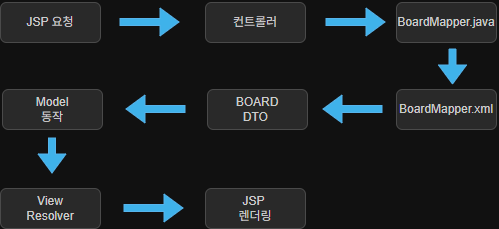 JSP 요청
컨트롤러
BoardMapper.java
Model
동작
BOARD
DTO
BoardMapper.xml
View
Resolver
JSP
렌더링